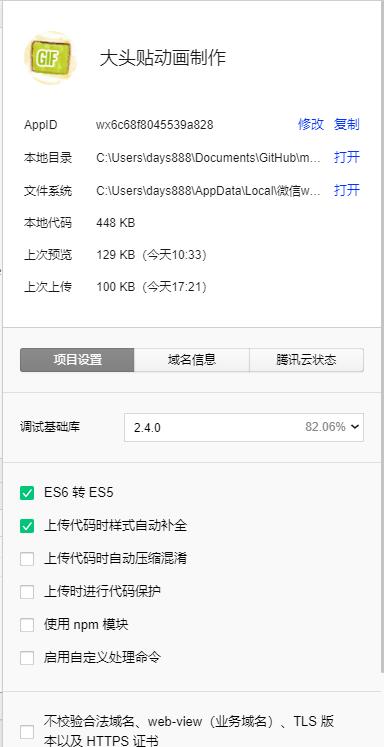 GIF
大头贴动画制作
AppID wx6c68f8045539a828 修改 复制
本地目录 C:\Users\days888\Documents\GitHub\m... 打开
文件系统 C:\Users\days888\AppData\Local\微信w... 打开
本地代码 448 KB
上次预览 129 KB（今天10:33）
上次上传 100 KB（今天17:21）
项目设置 域名信息 腾讯云状态
调试基础库 2.4.0 82.06%
ES6 转 ES5
上传代码时样式自动补全
上传代码时自动压缩混淆
上传时进行代码保护
使用 npm 模块
启用自定义处理命令
不校验合法域名、web-view（业务域名）、TLS 版
本以及 HTTPS 证书